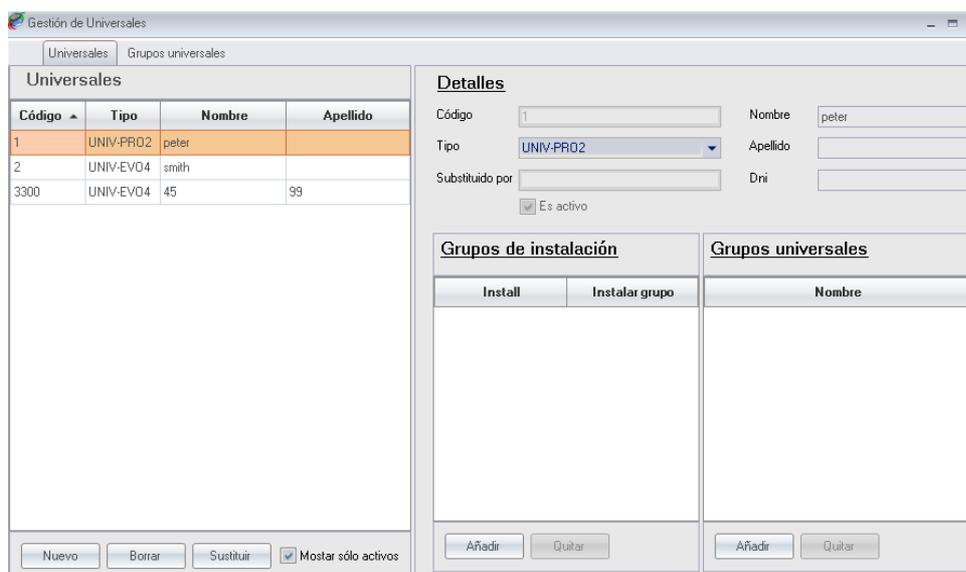 Gestión de Universales
Universales Grupos universales
Universales
Código Tipo Nombre Apellido
1 UNIV-PRO2 peter
2 UNIV-EVO4 smith
3300 UNIV-EVO4 45 99
Nuevo Borrar Sustituir Mostar sólo activos
Detalles
Código 1 Nombre peter
Tipo UNIV-PRO2 Apellido
Substituido por Dni
Es activo
Grupos de instalación
Install Instalar grupo
Añadir Quitar
Grupos universales
Nombre
Añadir Quitar